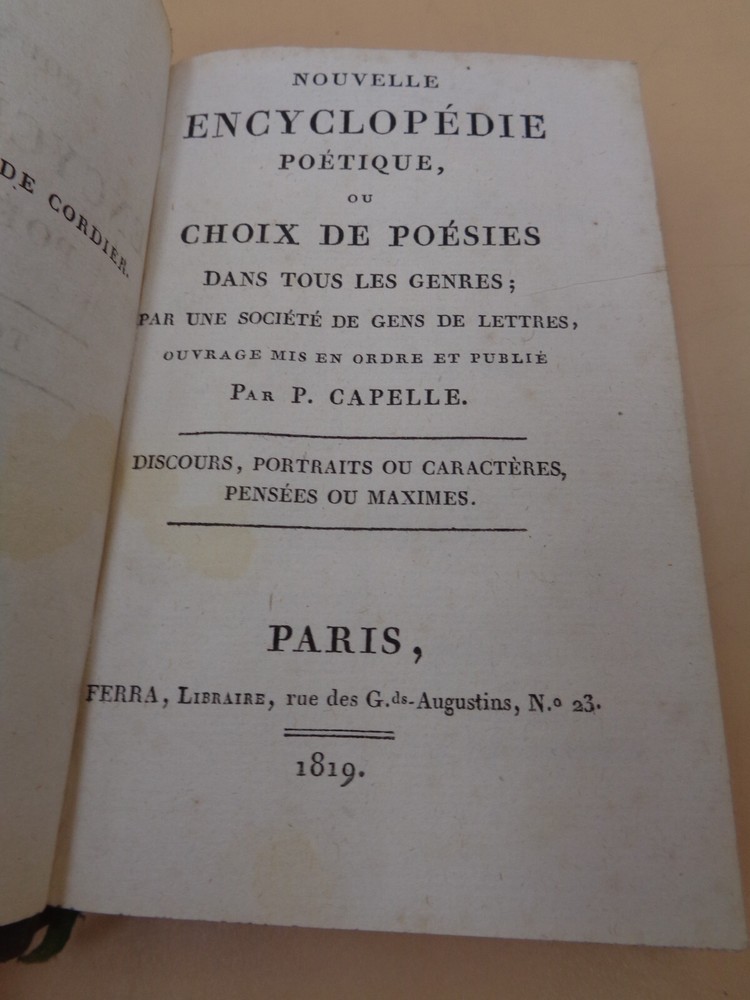 DE CORDIER.
NOUVELLE
ENCYCLOPÉDIE
POÉTIQUE,
OU
CHOIX DE POÉSIES
DANS TOUS LES GENRES;
PAR UNE SOCIÉTÉ DE GENS DE LETTRES,
OUVRAGE MIS EN ORDRE ET PUBLIÉ
PAR P. CAPELLE.
DISCOURS, PORTRAITS OU CARACTÈRES,
PENSÉES OU MAXIMES.
PARIS,
FERRA, LIBRAIRE, rue des G.ds-Augustins, N.o 23.
1819.